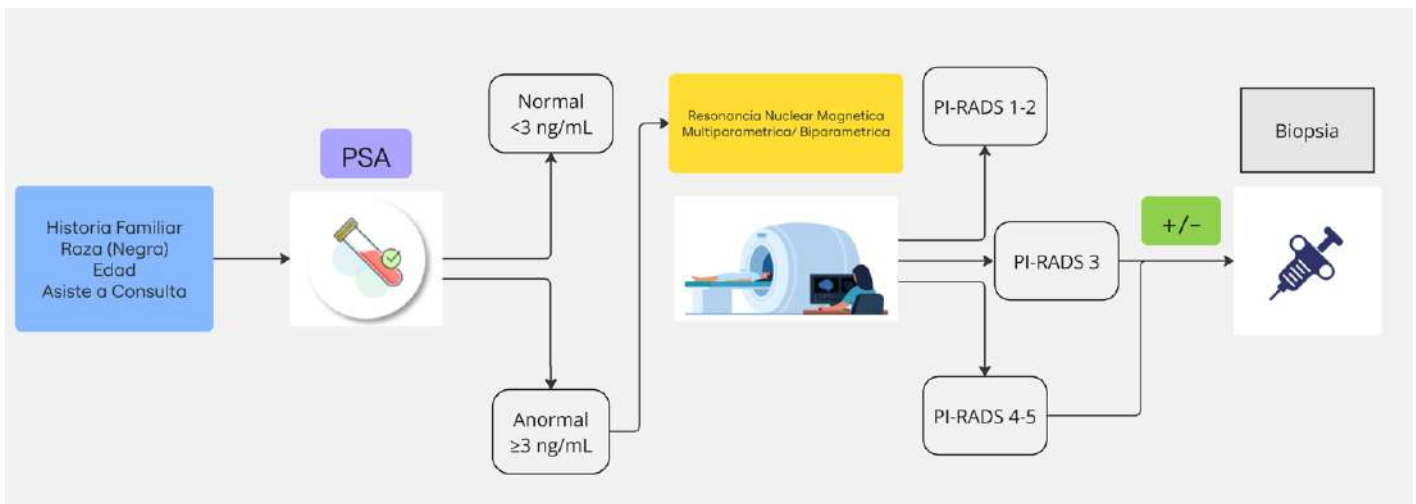 Historia Familiar
Raza (Negra)
Edad
Asiste a Consulta
PSA
Normal
<3 ng/mL
Anormal
≥3 ng/mL
Resonancia Nuclear Magnetica
Multiparametrica/ Biparametrica
PI-RADS 1-2
PI-RADS 3
PI-RADS 4-5
+/-
Biopsia